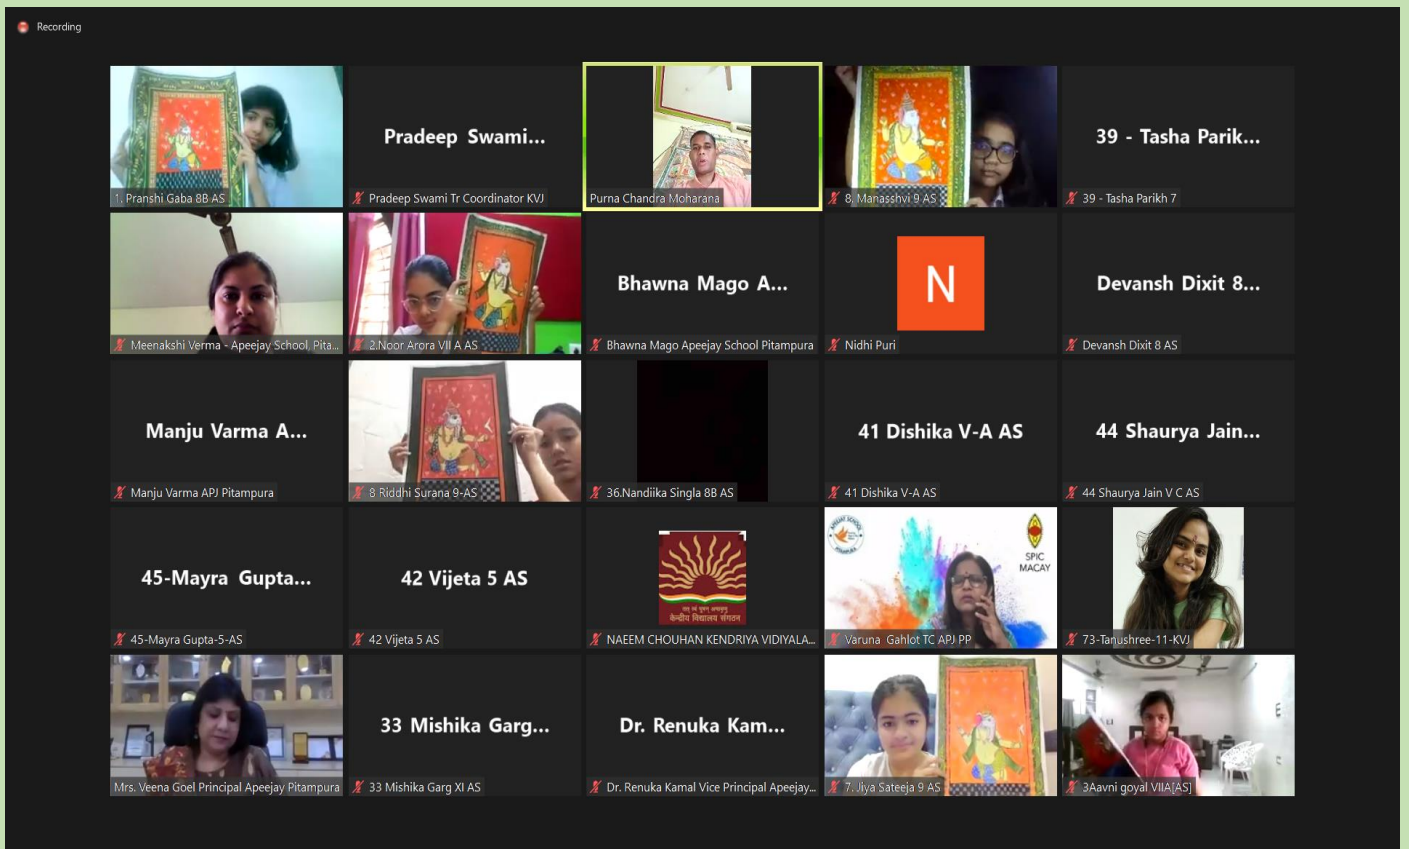 Recording
1. Pranshi Gaba 8B AS
Pradeep Swami...
Pradeep Swami Tr Coordinator KVJ
Purna Chandra Moharana
8. Manasshvi 9 AS
39 - Tasha Parik...
39 - Tasha Parikh 7
Meenakshi Verma - Apeejay School, Pita...
2.Noor Arora VII A AS
Bhawna Mago A...
Bhawna Mago Apeejay School Pitampura
N
Nidhi Puri
Devansh Dixit 8...
Devansh Dixit 8 AS
Manju Varma A...
Manju Varma APJ Pitampura
8 Riddhi Surana 9-AS
36.Nandiika Singla 8B AS
41 Dishika V-A AS
41 Dishika V-A AS
44 Shaurya Jain...
44 Shaurya Jain V C AS
45-Mayra Gupta...
45-Mayra Gupta-5-AS
42 Vijeta 5 AS
42 Vijeta 5 AS
केन्द्रीय विद्यालय संगठन
NAEEM CHOUHAN KENDRIYA VIDIYALA...
APEEJAY SCHOOL
PITAMPURA
SPIC
MACAY
Varuna Gahlot TC APJ PP
73-Tanushree-11-KVJ
Mrs. Veena Goel Principal Apeejay Pitampura
33 Mishika Garg...
33 Mishika Garg XI AS
Dr. Renuka Kam...
Dr. Renuka Kamal Vice Principal Apeejay...
7. Jiya Sateeja 9 AS
3Aavni goyal VIIA[AS]